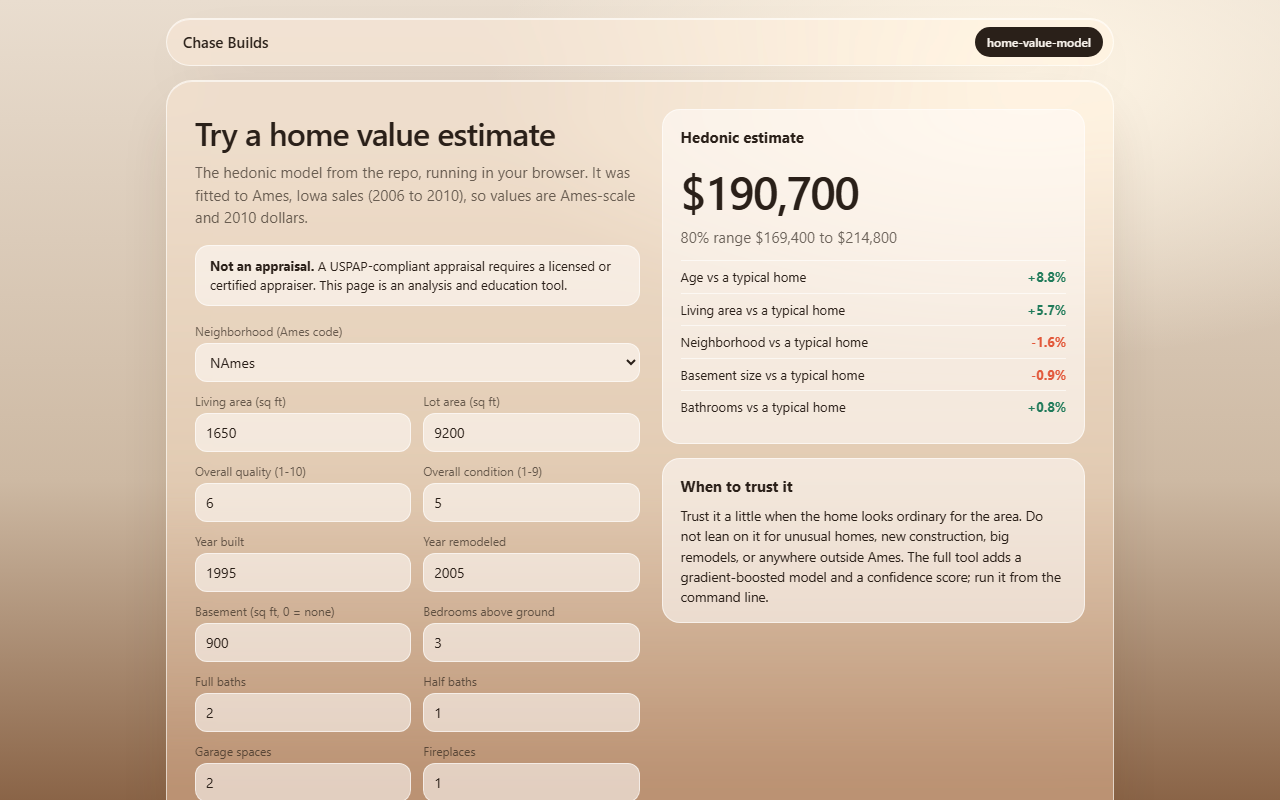 Chase Builds
home-value-model
Try a home value estimate
The hedonic model from the repo, running in your browser. It was
fitted to Ames, Iowa sales (2006 to 2010), so values are Ames-scale
and 2010 dollars.
Not an appraisal. A USPAP-compliant appraisal requires a licensed or
certified appraiser. This page is an analysis and education tool.
Neighborhood (Ames code)
NAmes
Living area (sq ft)
Lot area (sq ft)
1650
9200
Overall quality (1-10)
Overall condition (1-9)
6
5
Year built
Year remodeled
1995
2005
Basement (sq ft, 0 = none)
Bedrooms above ground
900
3
Full baths
Half baths
2
1
Garage spaces
Fireplaces
2
1
Hedonic estimate
$190,700
80% range $169,400 to $214,800
Age vs a typical home +8.8%
Living area vs a typical home +5.7%
Neighborhood vs a typical home -1.6%
Basement size vs a typical home -0.9%
Bathrooms vs a typical home +0.8%
When to trust it
Trust it a little when the home looks ordinary for the area. Do
not lean on it for unusual homes, new construction, big
remodels, or anywhere outside Ames. The full tool adds a
gradient-boosted model and a confidence score; run it from the
command line.